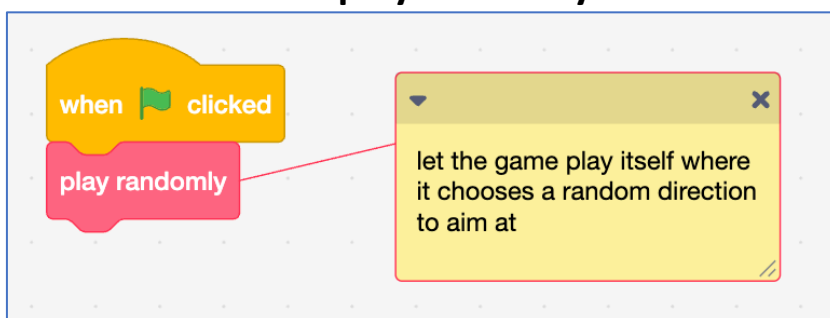 when clicked
play randomly
let the game play itself where
it chooses a random direction
to aim at